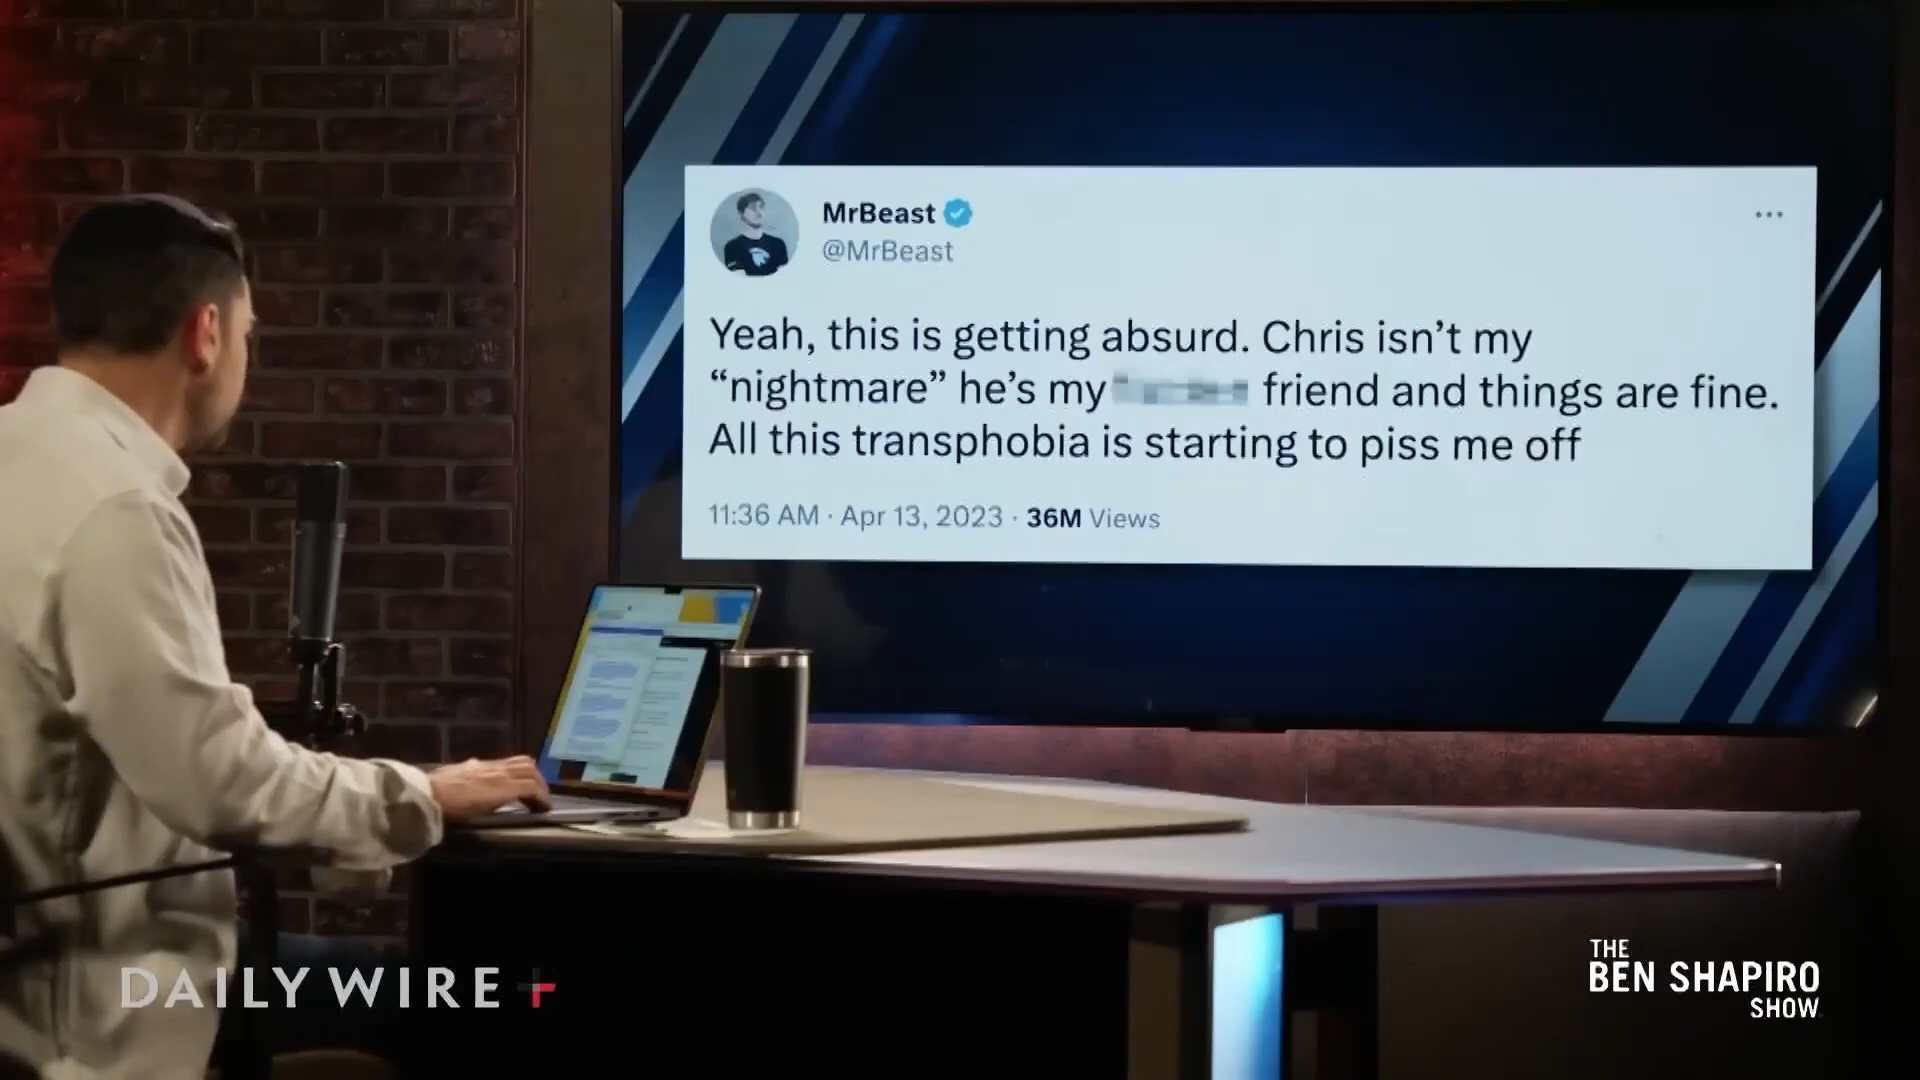 MrBeast
@MrBeast
Yeah, this is getting absurd. Chris isn't my
“nightmare” he's my friend and things are fine.
All this transphobia is starting to piss me off
11:36 AM · Apr 13, 2023 · 36M Views
DAILY WIRE +
THE
BEN SHAPIRO
SHOW